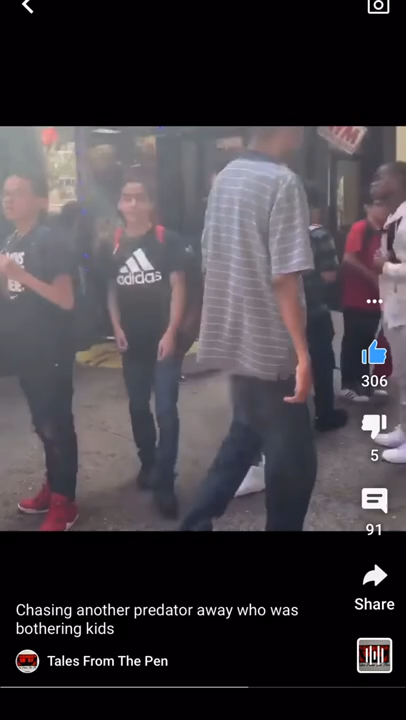 adidas
306
5
91
Share
Chasing another predator away who was
bothering kids
Tales From The Pen